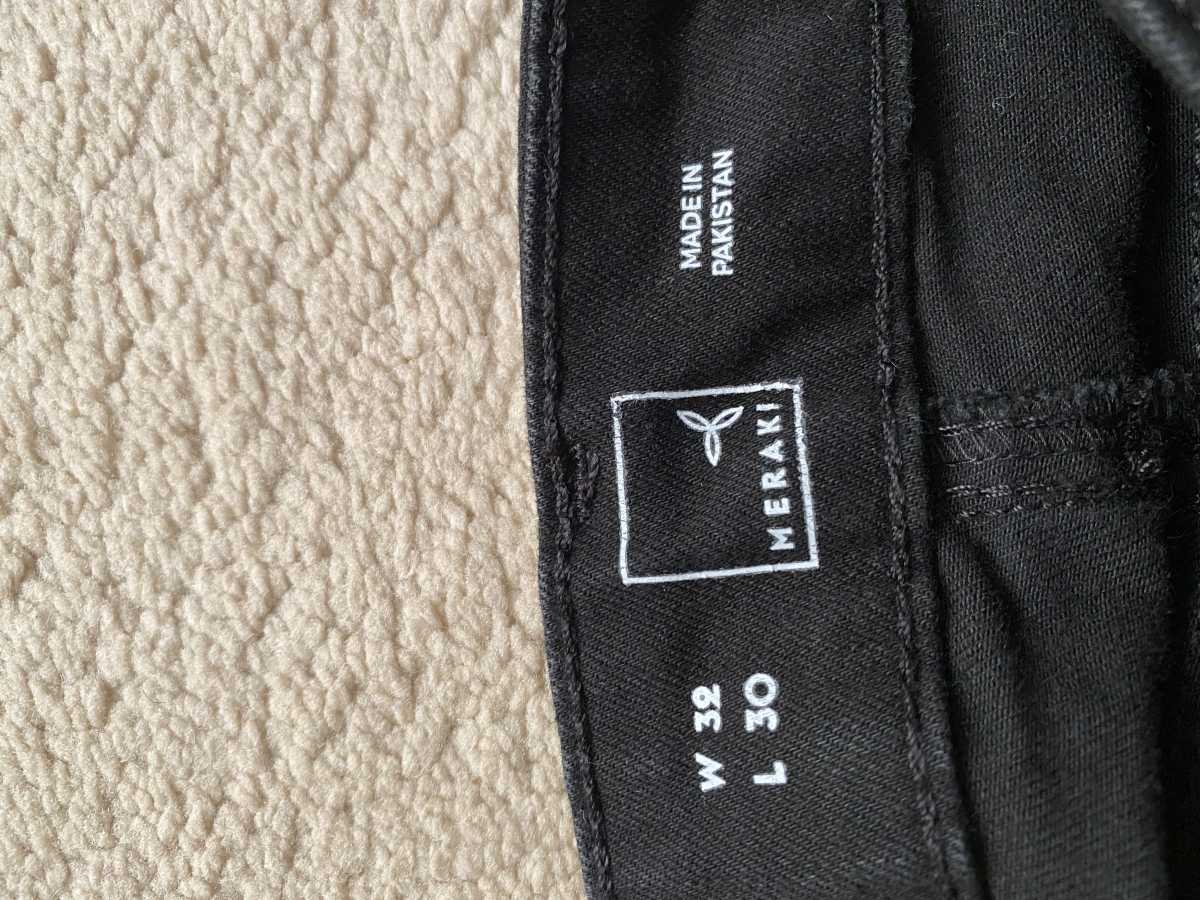 W 32
L 30
MERAKI
MADE IN
PAKISTAN